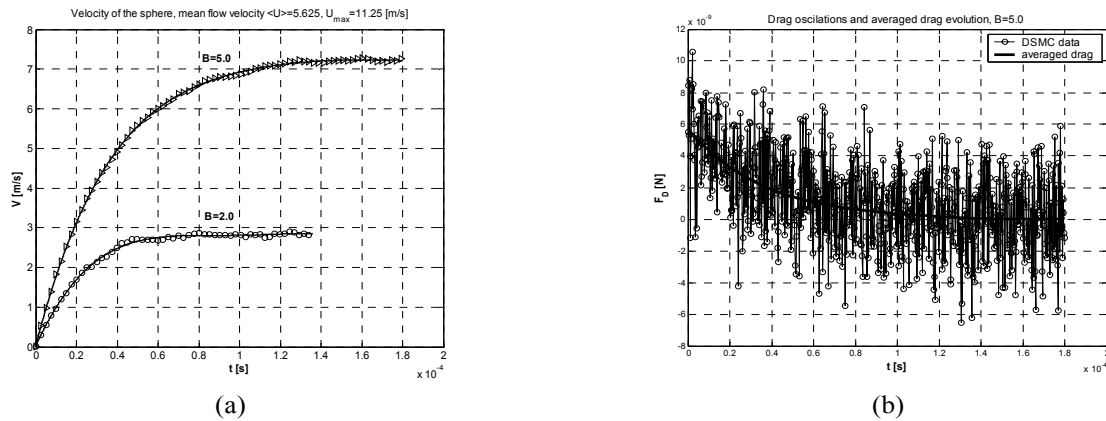 Velocity of the sphere, mean flow velocity <U>=5.625, Umax=11.25 [m/s]
8
7
6
5
4
3
2
1
0
V [m/s]
B=5.0
B=2.0
0 0.2 0.4 0.6 0.8 1 1.2 1.4 1.6 1.8 2
t [s]
x 10-4
(a)
Drag oscilations and averaged drag evolution, B=5.0
x 10-9
12
10
8
6
4
2
0
-2
-4
-6
-8
FD [N]
DSMC data
averaged drag
0 0.2 0.4 0.6 0.8 1 1.2 1.4 1.6 1.8 2
t [s]
x 10-4
(b)